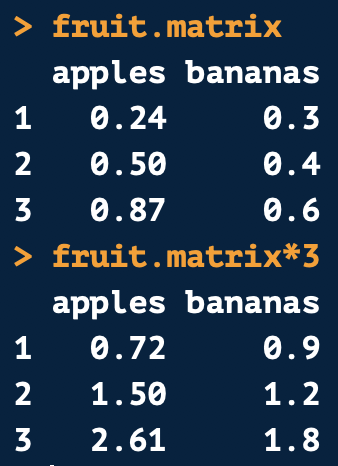 > fruit.matrix
  apples bananas
1   0.24     0.3
2   0.50     0.4
3   0.87     0.6
> fruit.matrix*3
  apples bananas
1   0.72     0.9
2   1.50     1.2
3   2.61     1.8